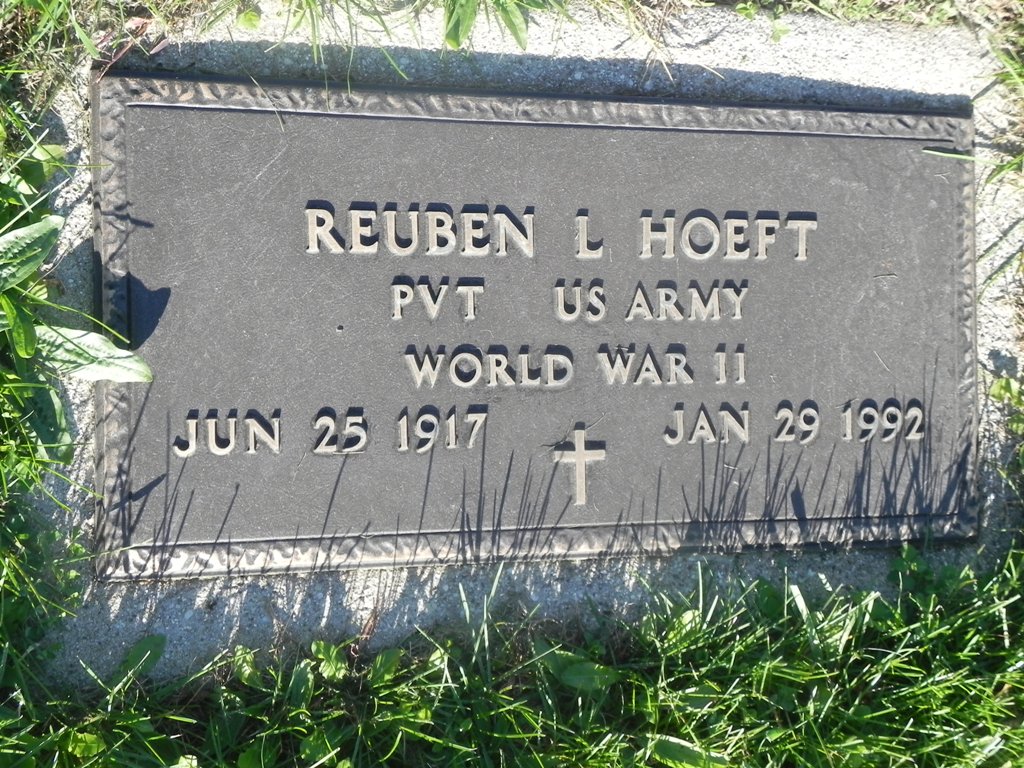 REUBEN L HOEFT
PVT US ARMY
WORLD WAR II
JUN 25 1917 JAN 29 1992